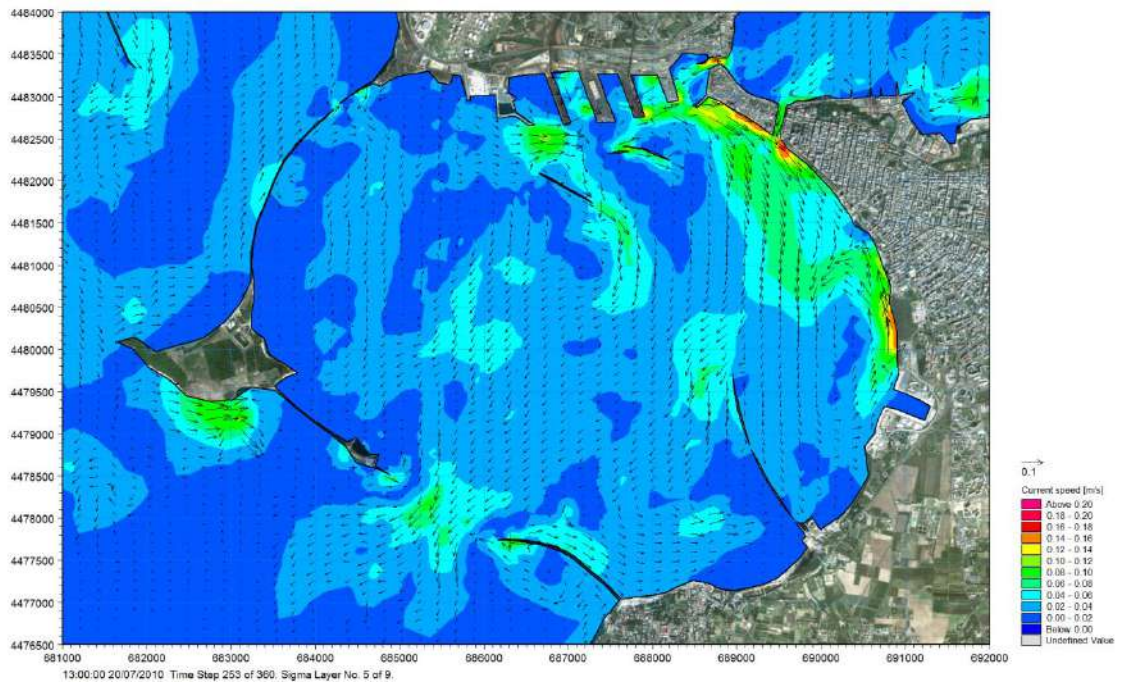 4484000
4483500
4483000
4482500
4482000
4481500
4481000
4480500
4480000
4479500
4479000
4478500
4478000
4477500
4477000
4476500
681000 682000 683000 684000 685000 686000 687000 688000 689000 690000 691000 692000
13:00:00 20/07/2010 Time Step 253 of 360. Sigma Layer No. 5 of 9.
0.1
Current speed [m/s]
Above 0.20
0.18 - 0.20
0.16 - 0.18
0.14 - 0.16
0.12 - 0.14
0.10 - 0.12
0.08 - 0.10
0.06 - 0.08
0.04 - 0.06
0.02 - 0.04
0.00 - 0.02
Below 0.00
Undefined Value